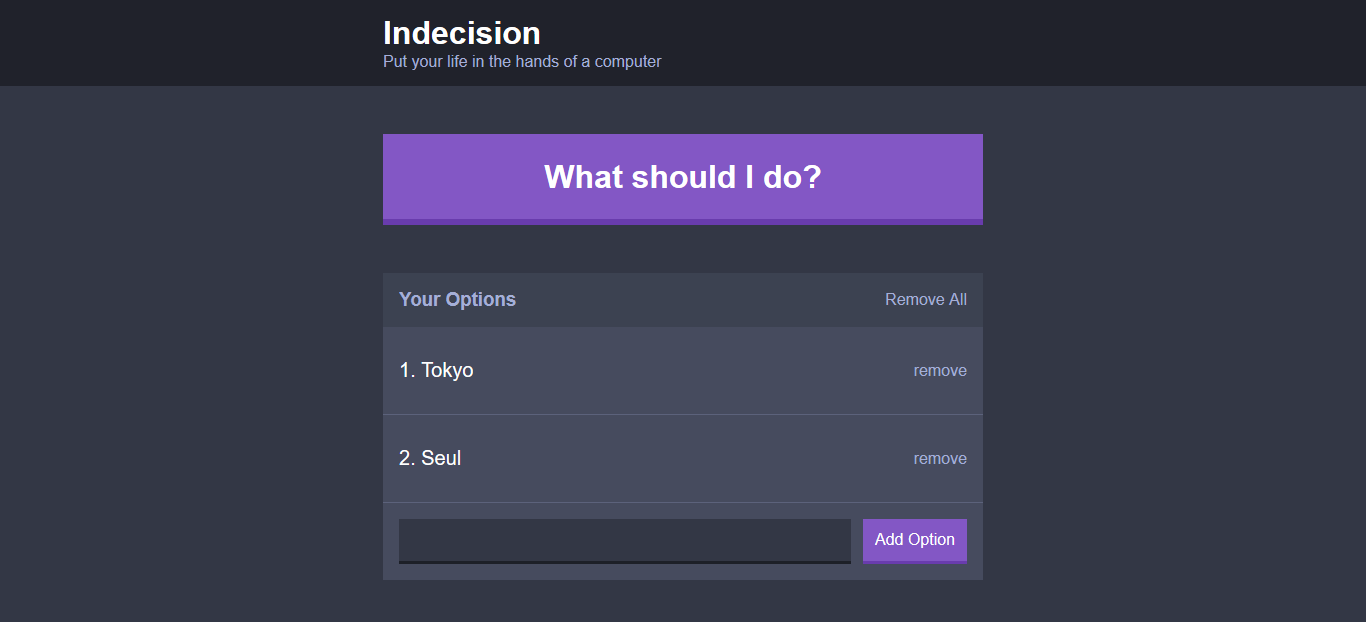 Indecision
Put your life in the hands of a computer
What should I do?
Your Options Remove All
1. Tokyo remove
2. Seul remove
Add Option